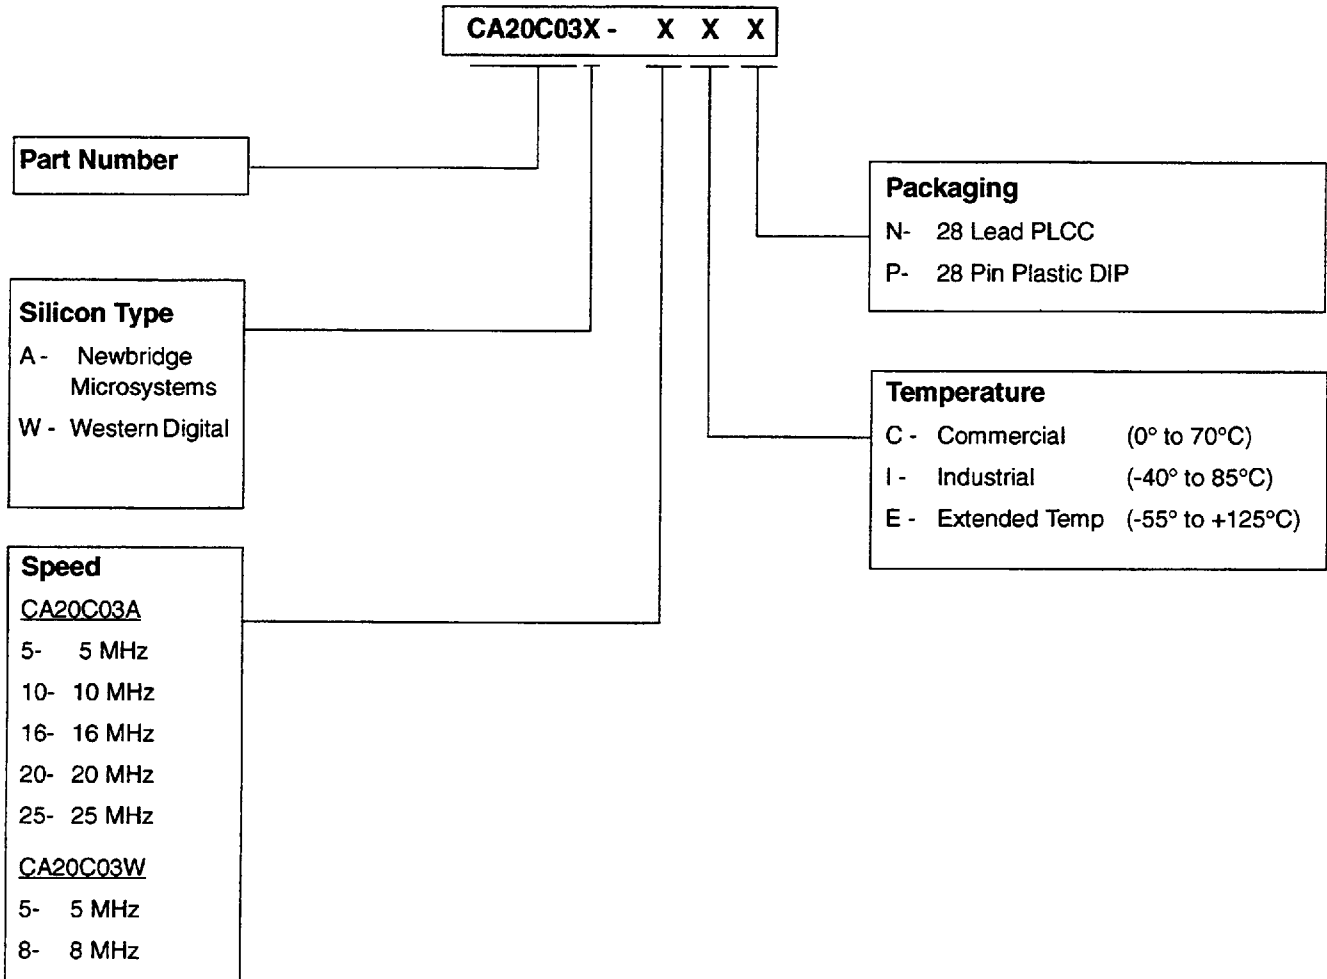 CA20C03X - X X X
Part Number
Silicon Type
A - Newbridge
Microsystems
W - Western Digital
Speed
CA20C03A
5- 5 MHz
10- 10 MHz
16- 16 MHz
20- 20 MHz
25- 25 MHz
CA20C03W
5- 5 MHz
8- 8 MHz
Packaging
N- 28 Lead PLCC
P- 28 Pin Plastic DIP
Temperature
C - Commercial (0° to 70°C)
I - Industrial (-40° to 85°C)
E - Extended Temp (-55° to +125°C)